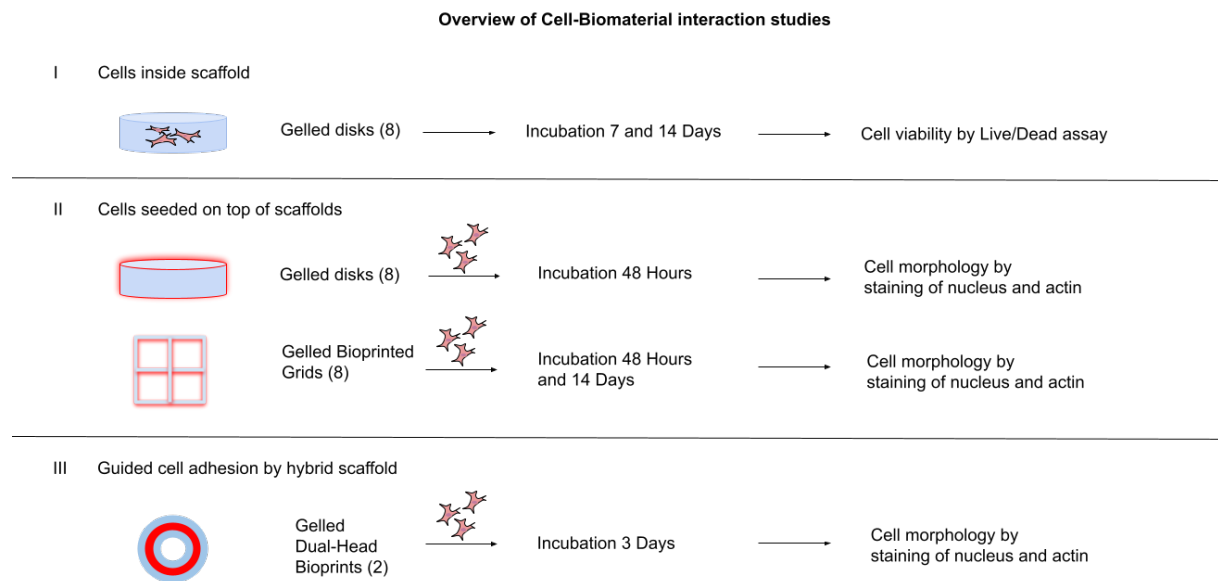 Overview of Cell-Biomaterial interaction studies
I Cells inside scaffold
Gelled disks (8) Incubation 7 and 14 Days Cell viability by Live/Dead assay
II Cells seeded on top of scaffolds
Gelled disks (8) Incubation 48 Hours Cell morphology by
staining of nucleus and actin
Gelled Bioprinted
Grids (8)
Incubation 48 Hours
and 14 Days
Cell morphology by
staining of nucleus and actin
III Guided cell adhesion by hybrid scaffold
Gelled
Dual-Head
Bioprints (2)
Incubation 3 Days
Cell morphology by
staining of nucleus and actin